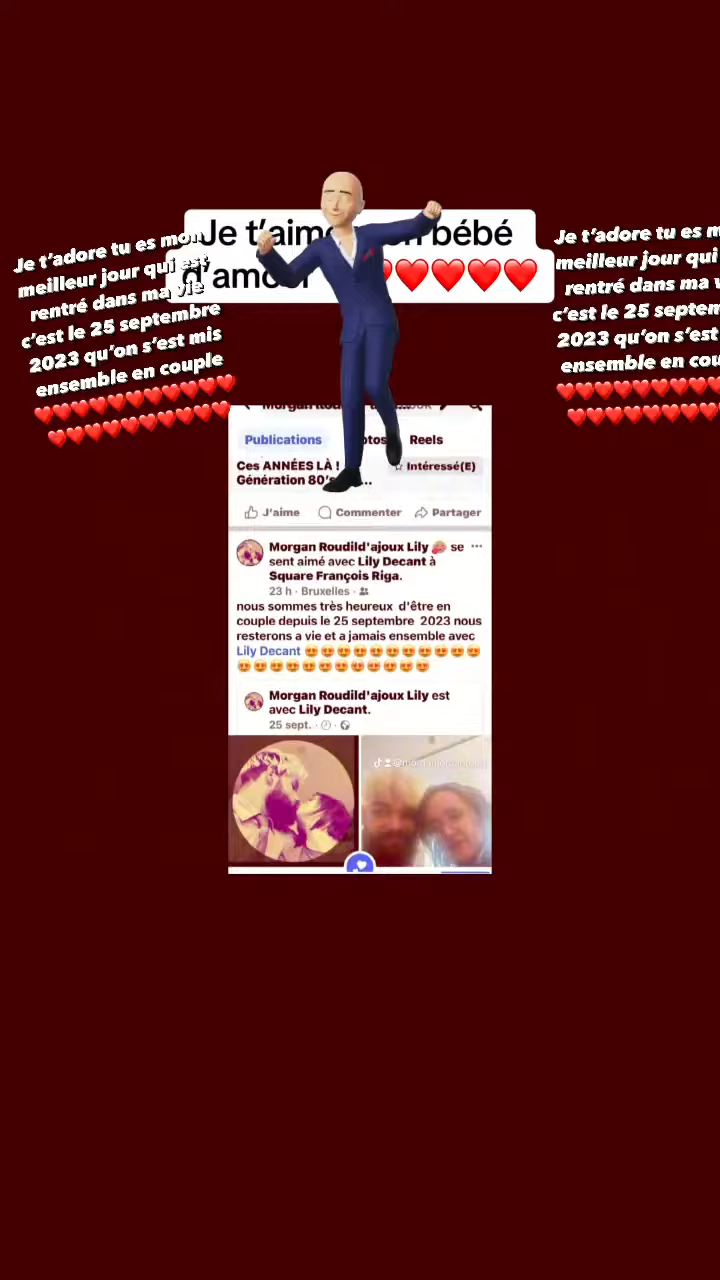 Je t'aime bébé
d'amour ❤️❤️❤️❤️❤️
Je t'adore tu es mon
meilleur jour qui est
rentré dans ma vie
c'est le 25 septembre
2023 qu'on s'est mis
ensemble en couple
❤️❤️❤️❤️❤️❤️❤️❤️❤️❤️❤️
❤️❤️❤️❤️❤️❤️❤️❤️❤️❤️
Je t'adore tu es
meilleur jour qui
rentré dans ma
c'est le 25
2023 qu'on s'est
ensemble en
❤️❤️❤️❤️❤️❤️❤️❤️❤️
❤️❤️❤️❤️❤️❤️❤️❤️
Publications Reels
Ces ANNÉES LÀ !
Génération 80's ...
☆ Intéressé(E)
J'aime Commenter Partager
Morgan Roudild'ajoux Lily se ...
sent aimé avec Lily Decant à
Square François Riga.
23 h · Bruxelles ·
nous sommes très heureux d'être en
couple depuis le 25 septembre 2023 nous
resterons a vie et a jamais ensemble avec
Lily Decant 😍😍😍😍😍😍😍😍😍😍😍
😍😍😍😍😍😍😍😍😍😍😍😍
Morgan Roudild'ajoux Lily est
avec Lily Decant.
25 sept. ·